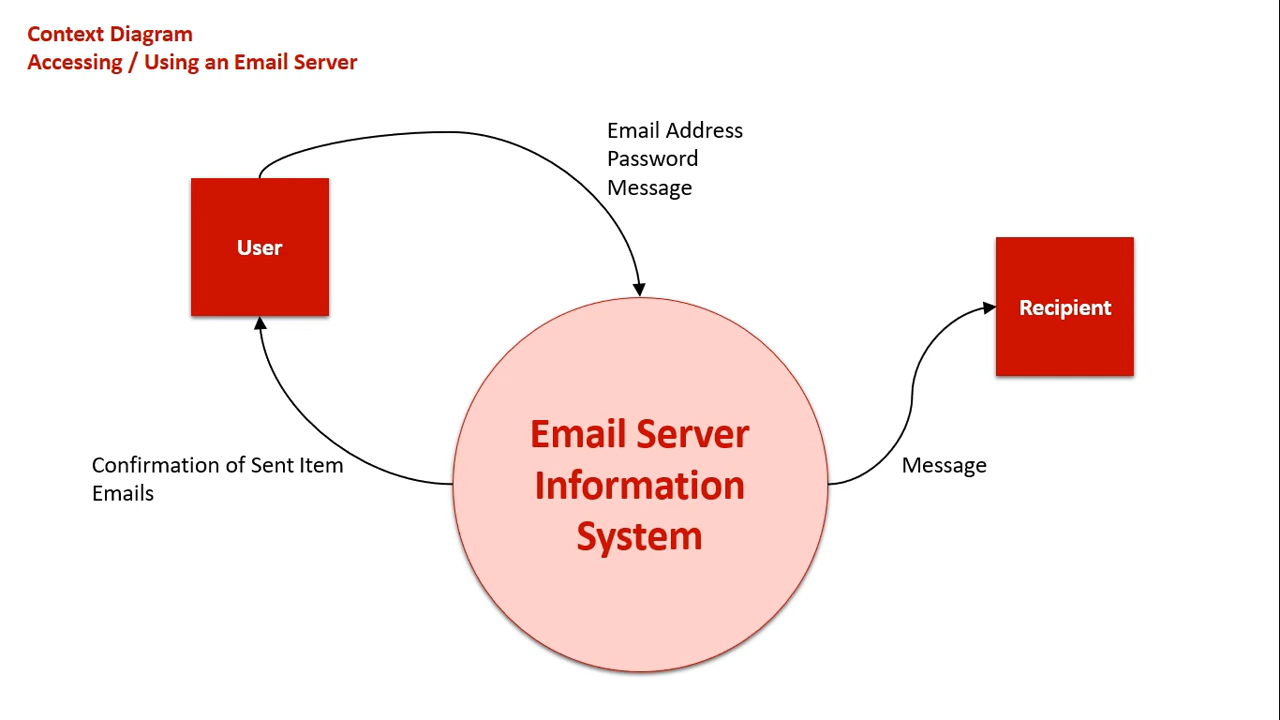 Context Diagram
Accessing / Using an Email Server
Email Address
Password
Message
User
Recipient
Email Server
Information
System
Confirmation of Sent Item
Emails
Message